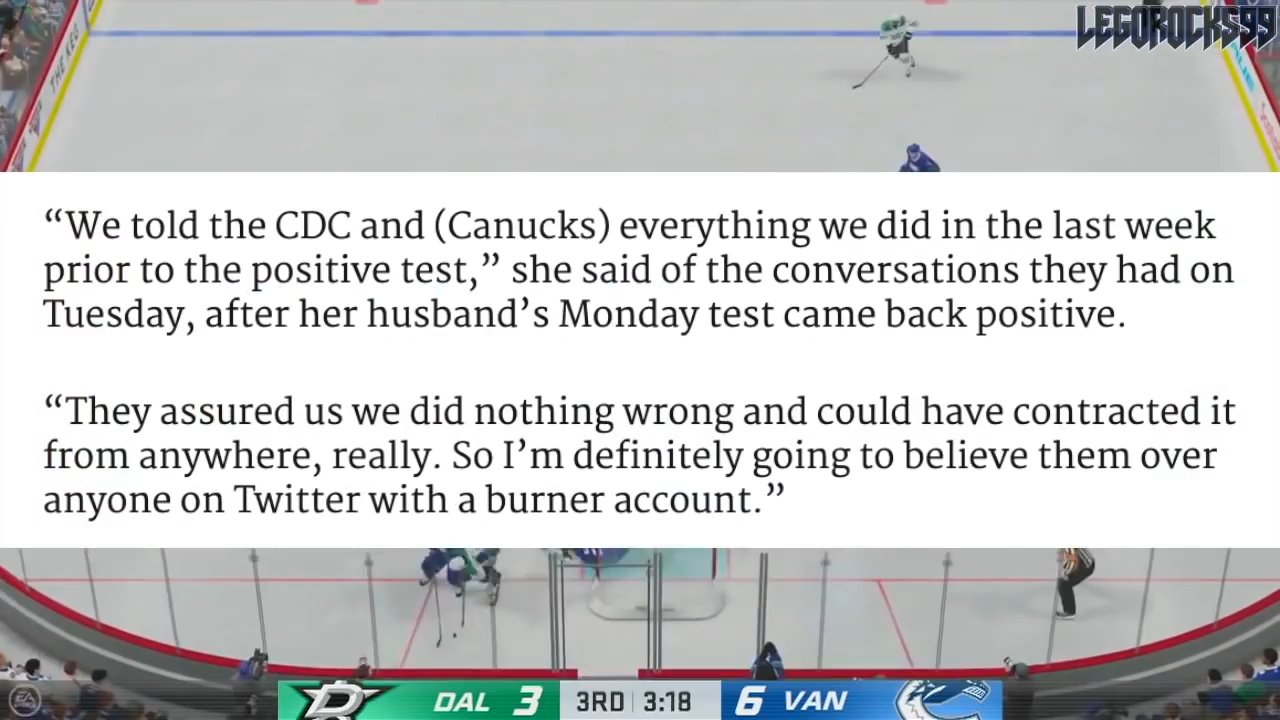 LEGOROCKS99
THE KEG
“We told the CDC and (Canucks) everything we did in the last week
prior to the positive test,” she said of the conversations they had on
Tuesday, after her husband’s Monday test came back positive.
“They assured us we did nothing wrong and could have contracted it
from anywhere, really. So I’m definitely going to believe them over
anyone on Twitter with a burner account.”
EA
DAL 3 3RD 3:18 6 VAN